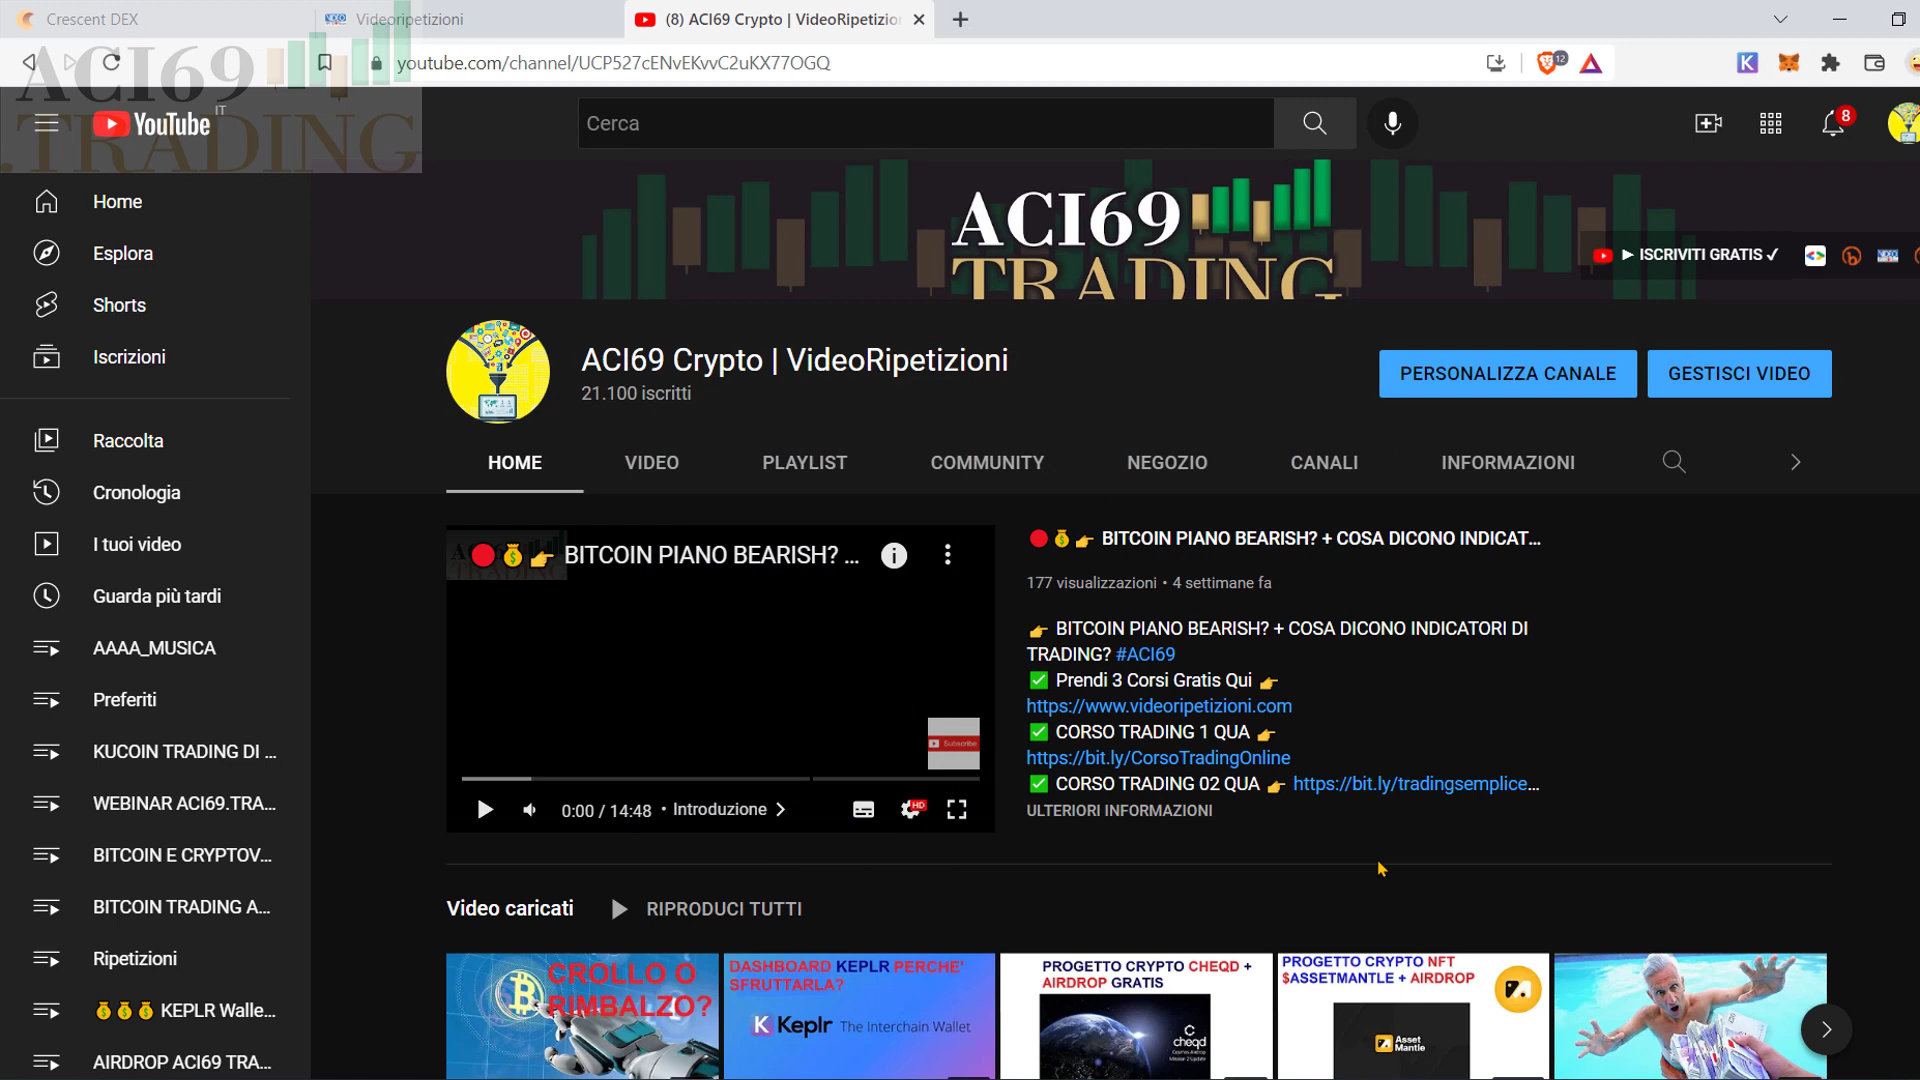 Crescent DEX
Videoripetizioni
(8) ACI69 Crypto | VideoRipetizio
youtube.com/channel/UCP527cENvEKvvC2uKX77OGQ
12
K
ACI69
.TRADING
YouTube
IT
Cerca
8
ACI69
TRADING
▶ ISCRIVITI GRATIS ✓
Home
Esplora
Shorts
Iscrizioni
Raccolta
Cronologia
I tuoi video
Guarda più tardi
AAAA_MUSICA
Preferiti
KUCOIN TRADING DI ...
WEBINAR ACI69.TRA...
BITCOIN E CRYPTOV...
BITCOIN TRADING A...
Ripetizioni
💰💰💰 KEPLR Walle...
AIRDROP ACI69 TRA...
ACI69 Crypto | VideoRipetizioni
21.100 iscritti
PERSONALIZZA CANALE
GESTISCI VIDEO
HOME
VIDEO
PLAYLIST
COMMUNITY
NEGOZIO
CANALI
INFORMAZIONI
🔴💰👉 BITCOIN PIANO BEARISH? ...
Subscribe
0:00 / 14:48 • Introduzione
HD
🔴💰👉 BITCOIN PIANO BEARISH? + COSA DICONO INDICAT...
177 visualizzazioni • 4 settimane fa
👉 BITCOIN PIANO BEARISH? + COSA DICONO INDICATORI DI
TRADING? #ACI69
✅ Prendi 3 Corsi Gratis Qui 👉
https://www.videoripetizioni.com
✅ CORSO TRADING 1 QUA 👉
https://bit.ly/CorsoTradingOnline
✅ CORSO TRADING 02 QUA 👉 https://bit.ly/tradingsemplice...
ULTERIORI INFORMAZIONI
Video caricati
RIPRODUCI TUTTI
CROLLO O
RIMBALZO?
DASHBOARD KEPLR PERCHE'
SFRUTTARLA?
Keplr The Interchain Wallet
PROGETTO CRYPTO CHEQD +
AIRDROP GRATIS
cheqd
PROGETTO CRYPTO NFT
$ASSETMANTLE + AIRDROP
Asset
Mantle